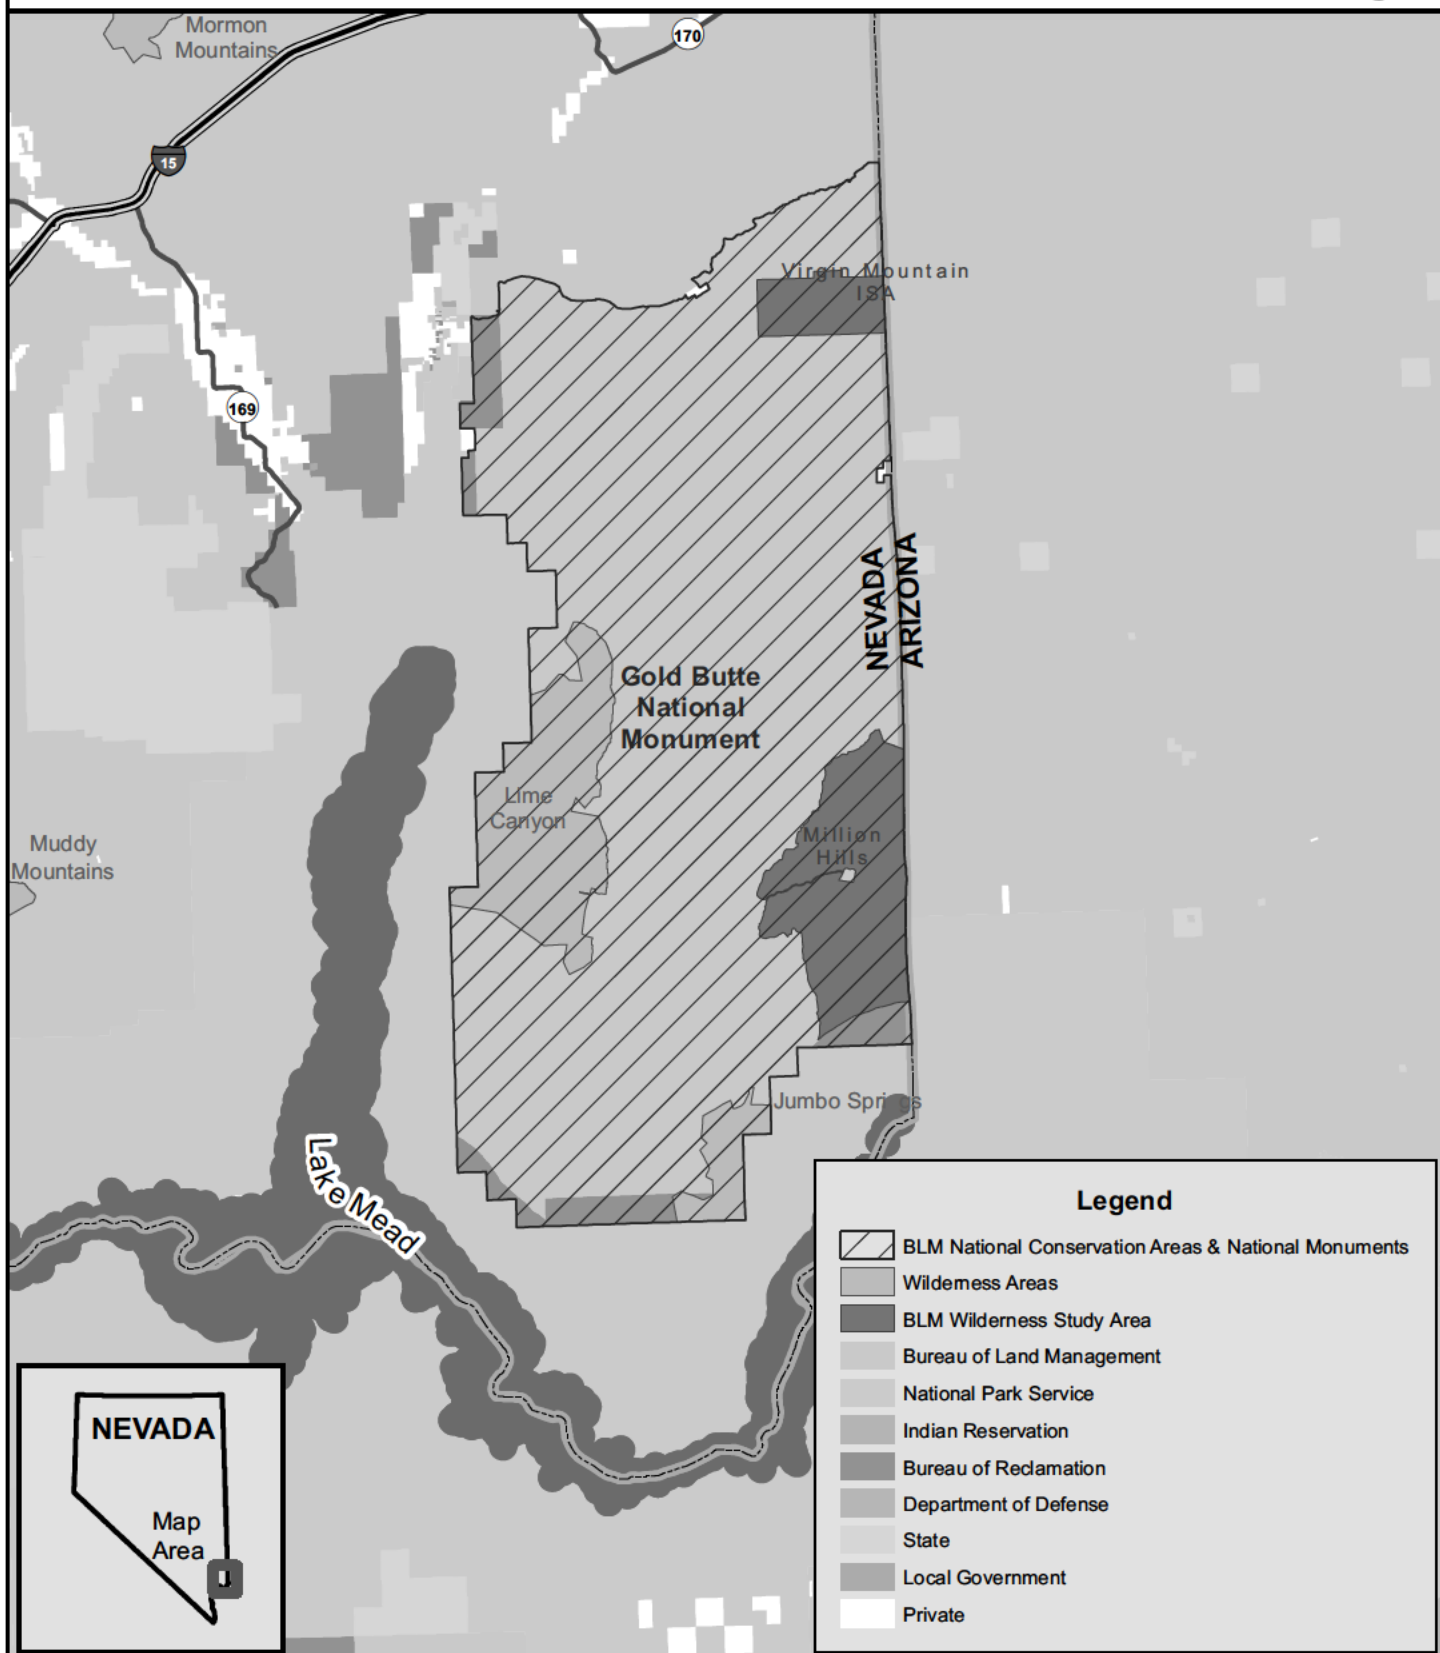 Mormon
Mountains
170
15
Virgin Mountain
ISA
169
NEVADA
ARIZONA
Gold Butte
National
Monument
Lime
Canyon
Million
Hills
Muddy
Mountains
Jumbo Springs
Lake Mead
Legend
BLM National Conservation Areas & National Monuments
Wilderness Areas
BLM Wilderness Study Area
Bureau of Land Management
National Park Service
Indian Reservation
Bureau of Reclamation
Department of Defense
State
Local Government
Private
NEVADA
Map
Area